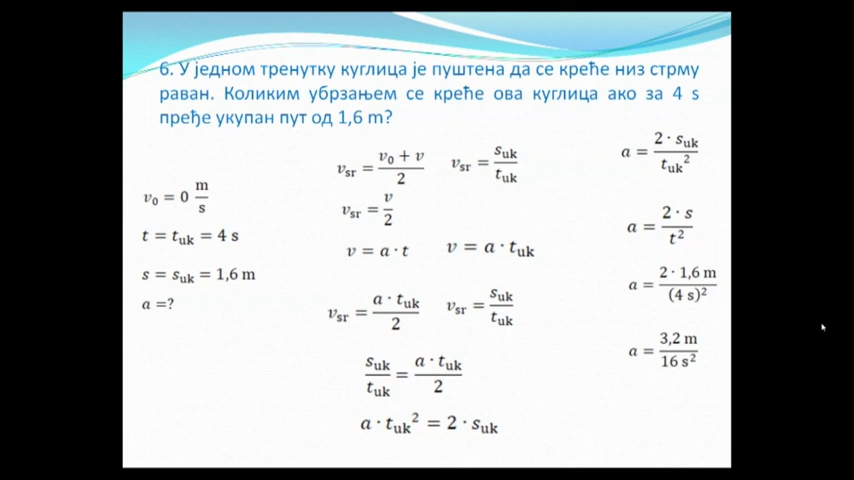 6. У једном тренутку куглица је пуштена да се креће низ стрму
раван. Коликим убрзањем се креће ова куглица ако за 4 s
пређе укупан пут од 1,6 m?
v₀ = 0 m/s
t = t_uk = 4 s
s = s_uk = 1,6 m
a =?
v_sr = (v₀ + v)/2    v_sr = s_uk/t_uk
v_sr = v/2
v = a · t    v = a · t_uk
v_sr = (a · t_uk)/2    v_sr = s_uk/t_uk
s_uk/t_uk = (a · t_uk)/2
a · t_uk² = 2 · s_uk
a = (2 · s_uk)/t_uk²
a = (2 · s)/t²
a = (2 · 1,6 m)/(4 s)²
a = 3,2 m/16 s²